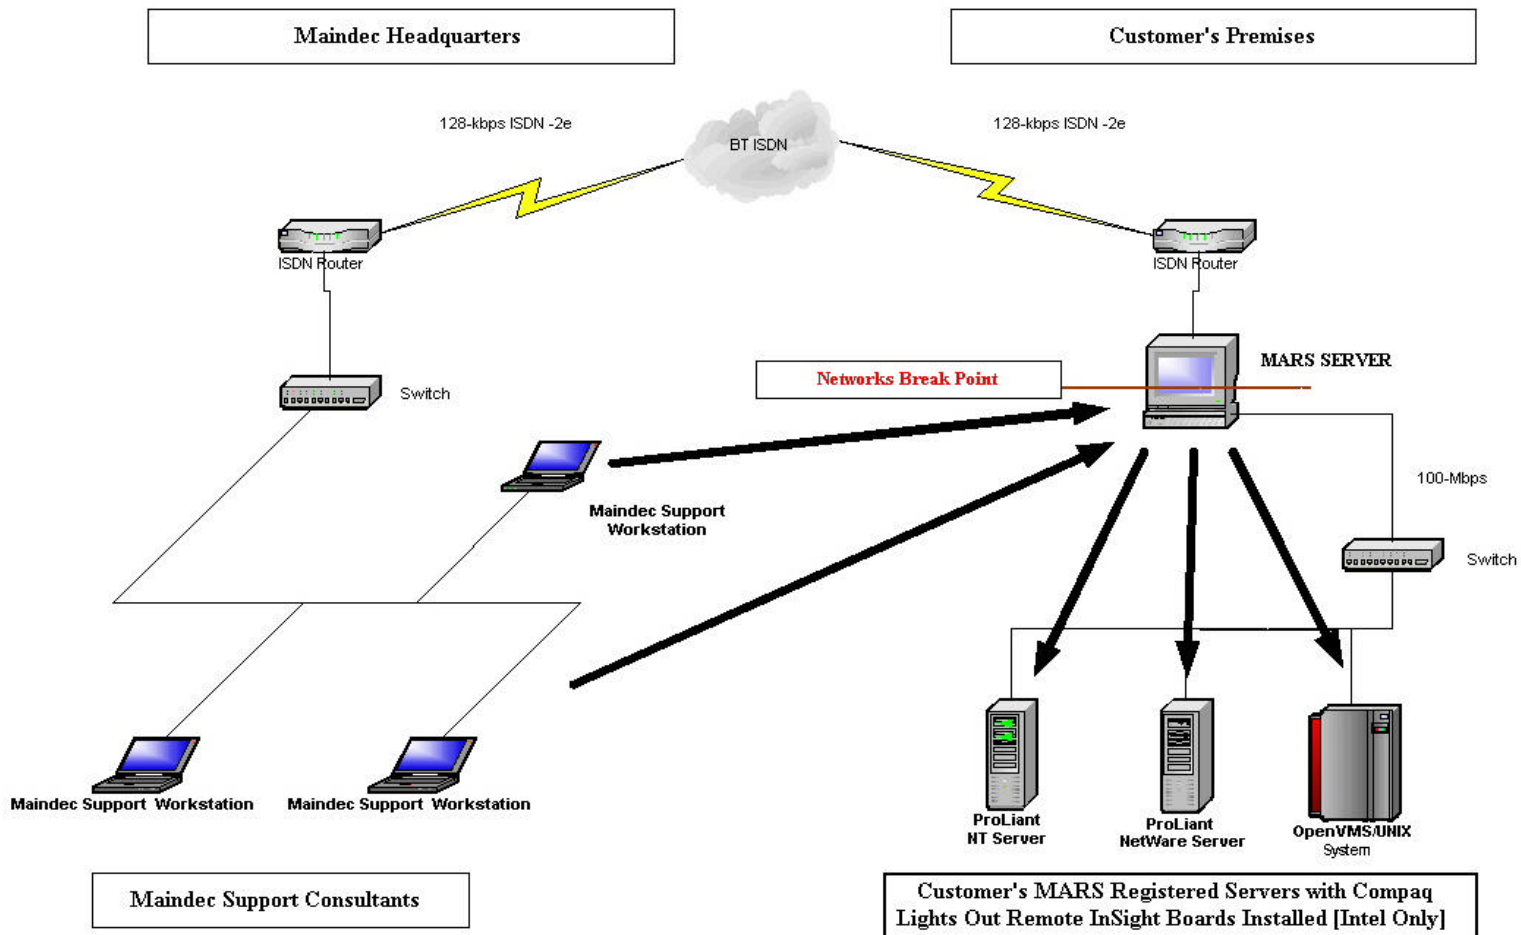 Maindec Headquarters
Customer's Premises
128-kbps ISDN -2e
128-kbps ISDN -2e
BT ISDN
ISDN Router
ISDN Router
MARS SERVER
Networks Break Point
Switch
Maindec Support
Workstation
100-Mbps
Switch
Maindec Support Workstation
Maindec Support Workstation
ProLiant
NT Server
ProLiant
NetWare Server
OpenVMS/UNIX
System
Maindec Support Consultants
Customer's MARS Registered Servers with Compaq
Lights Out Remote InSight Boards Installed [Intel Only]